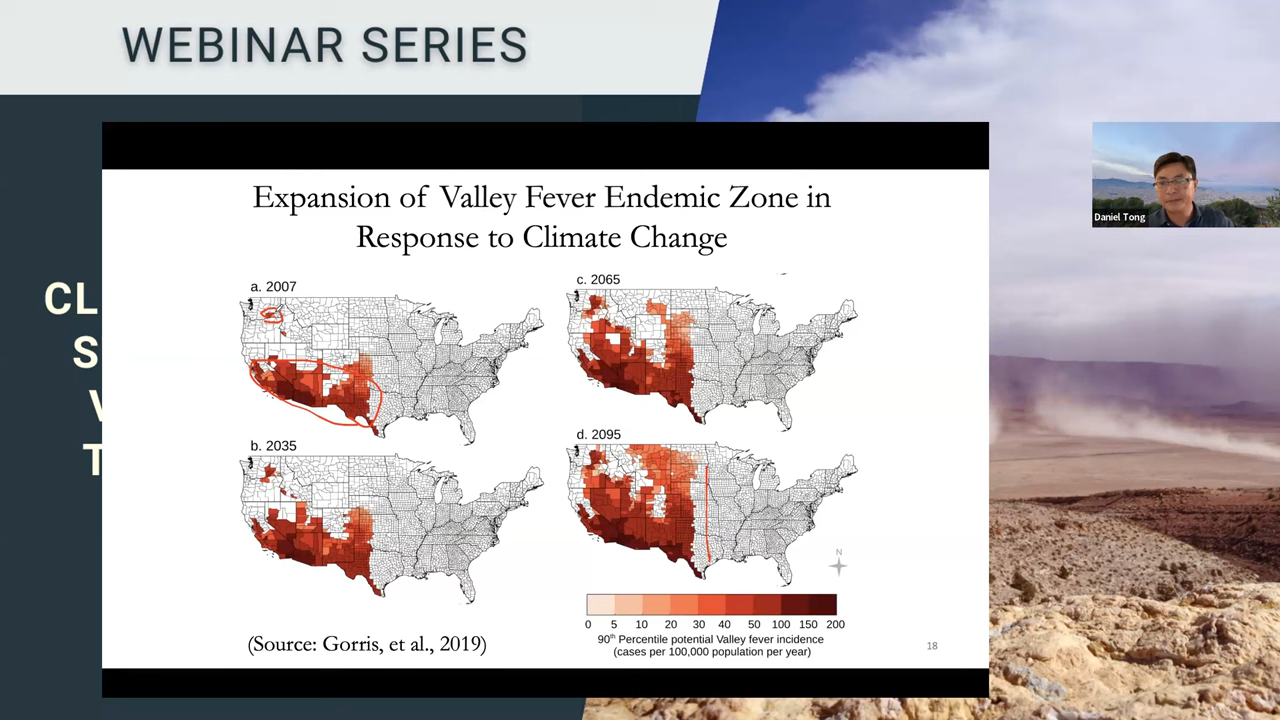 WEBINAR SERIES
CL
S
V
T
Daniel Tong
Expansion of Valley Fever Endemic Zone in
Response to Climate Change
a. 2007
c. 2065
b. 2035
d. 2095
N
0 5 10 20 30 40 50 100 150 200
90th Percentile potential Valley fever incidence
(cases per 100,000 population per year)
(Source: Gorris, et al., 2019)
18